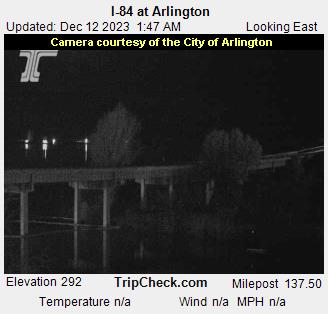 I-84 at Arlington
Updated: Dec 12 2023 1:47 AM Looking East
Camera courtesy of the City of Arlington
Elevation 292 TripCheck.com Milepost 137.50
Temperature n/a Wind n/a MPH n/a